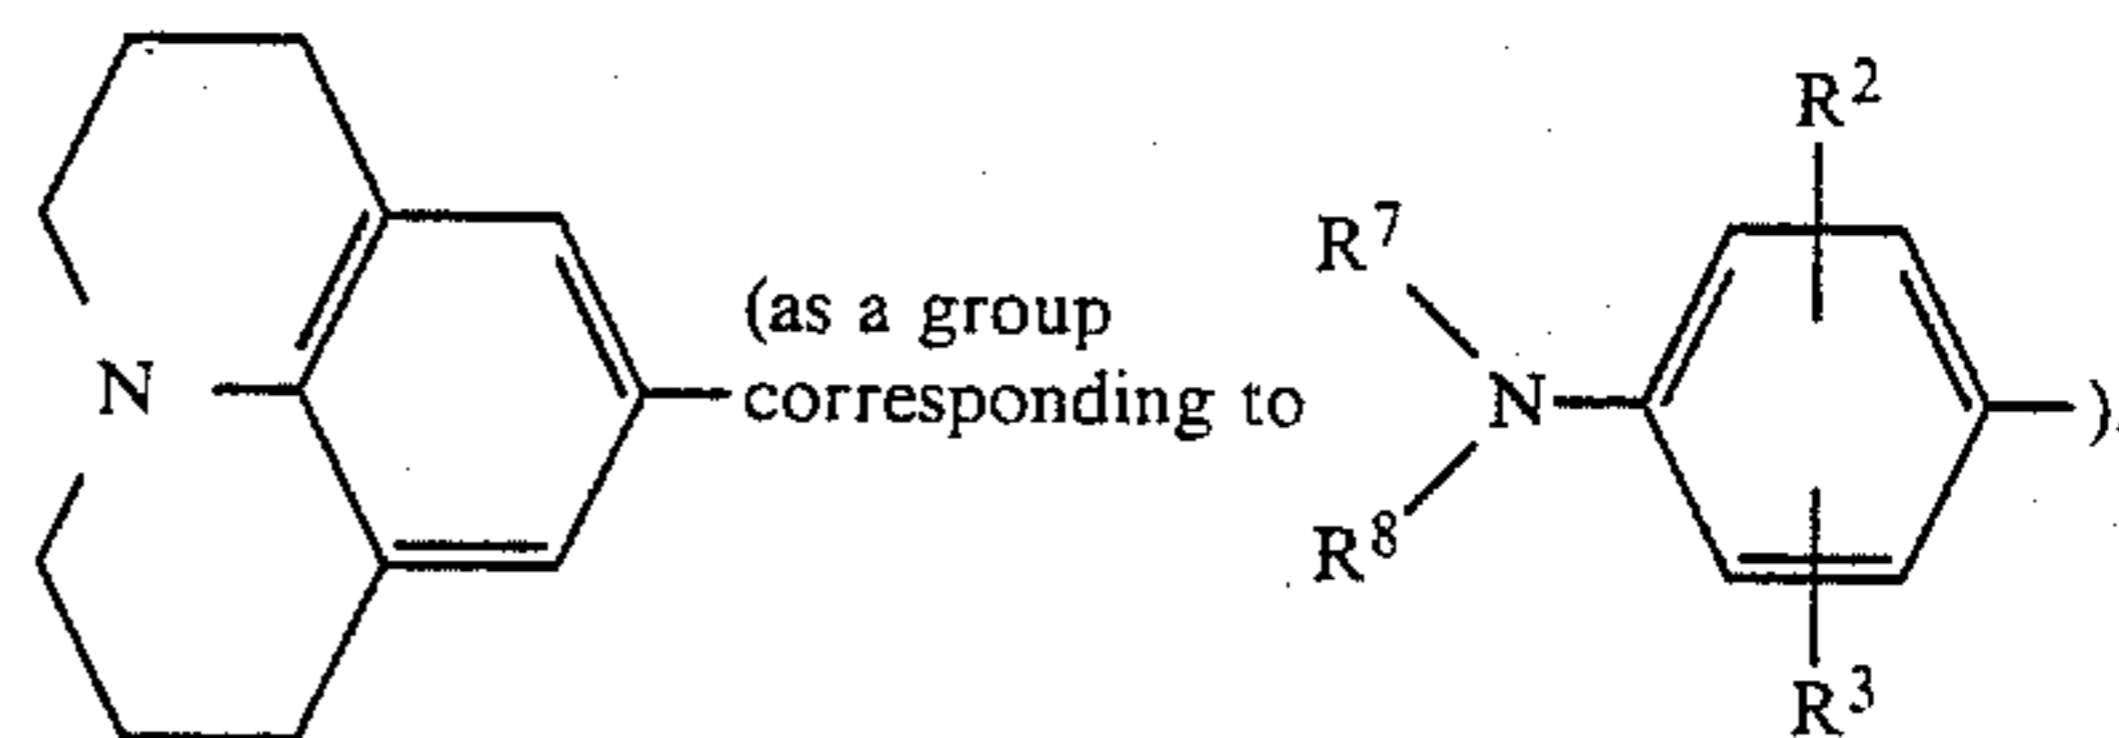 R2
R7
(as a group
N
corresponding to
N
),
R8
R3